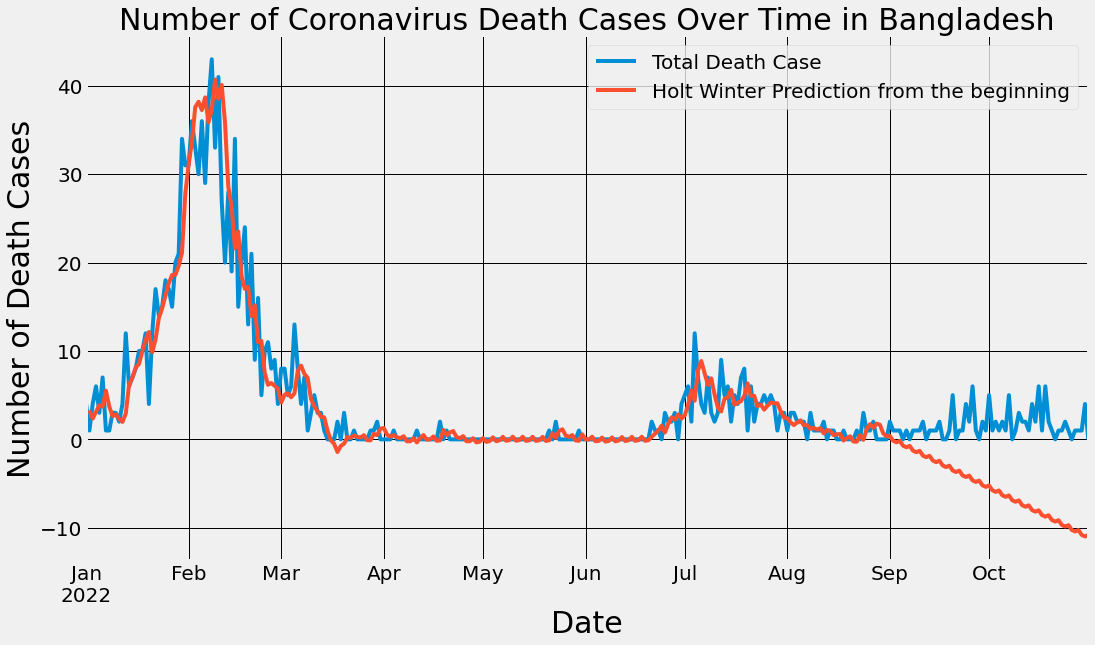 Number of Coronavirus Death Cases Over Time in Bangladesh
Total Death Case
Holt Winter Prediction from the beginning
Number of Death Cases
40
30
20
10
0
−10
Jan Feb Mar Apr May Jun Jul Aug Sep Oct
2022
Date